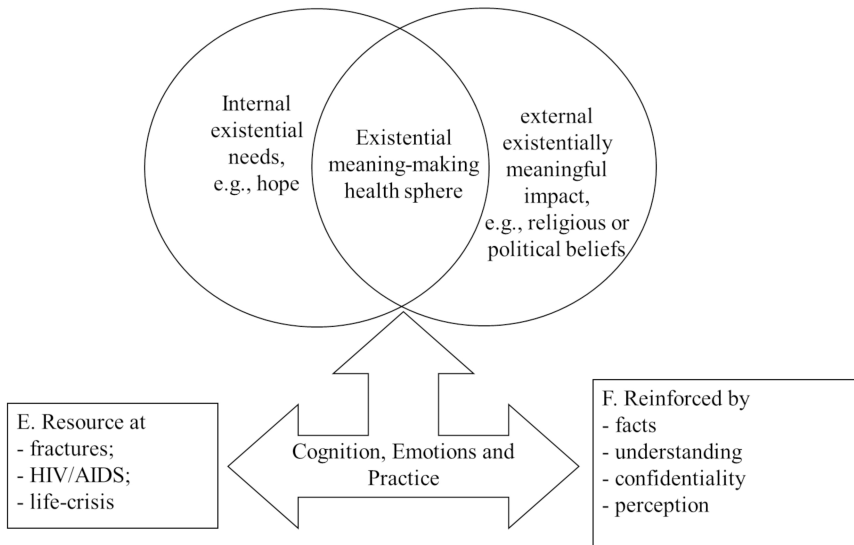 Internal
existential
needs,
e.g., hope
Existential
meaning-making
health sphere
external
existentially
meaningful
impact,
e.g., religious or
political beliefs
E. Resource at
- fractures;
- HIV/AIDS;
- life-crisis
Cognition, Emotions and
Practice
F. Reinforced by
- facts
- understanding
- confidentiality
- perception